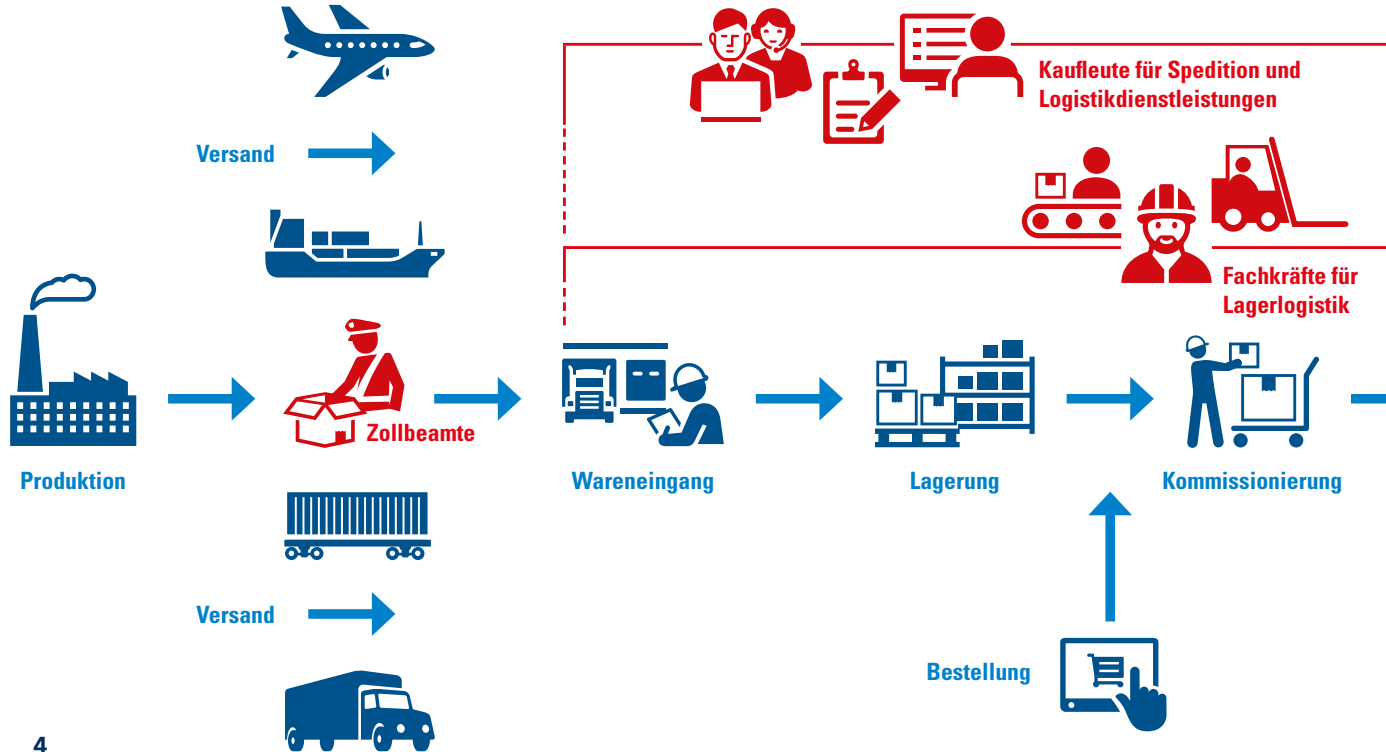 Kaufleute für Spedition und
Logistikdienstleistungen
Versand
Fachkräfte für
Lagerlogistik
Zollbeamte
Produktion
Wareneingang
Lagerung
Kommissionierung
Versand
Bestellung
4